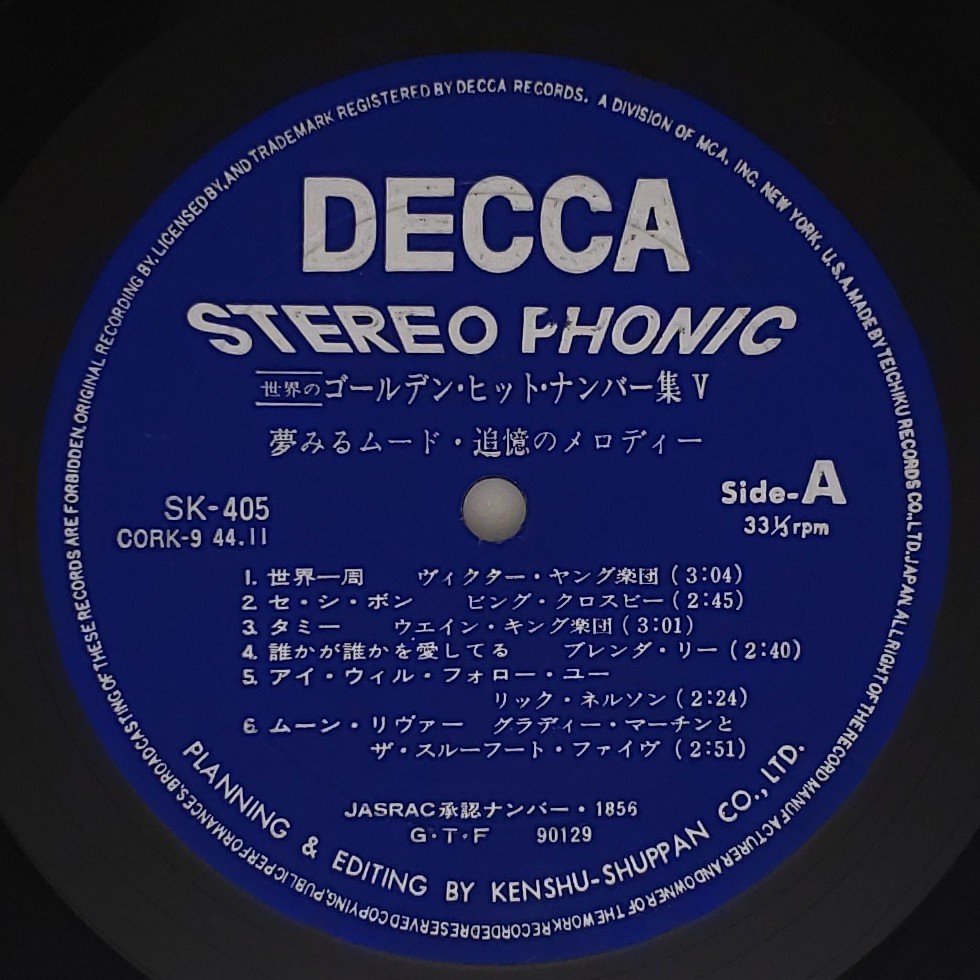 ORIGINAL RECORDING BY, LICENSED BY, AND TRADEMARK REGISTERED BY DECCA RECORDS, A DIVISION OF MCA, INC, NEW YORK, U.S.A. MADE BY TEICHIKU RECORDS CO., LTD. JAPAN. ALL RIGHT OF THE RECORD MANUFACTURER AND OWNER OF THE WORK RECORDED RESERVED COPYING, PUBLIC PERFORMANCES, BROADCASTING OF THESE RECORDS ARE FORBIDDEN.
DECCA
STEREO PHONIC
世界の ゴールデン・ヒット・ナンバー集 V
夢みるムード・追憶のメロディー
SK-405
CORK-9 44.11
Side-A
33⅓rpm
1. 世界一周 ヴィクター・ヤング楽団 (3:04)
2. セ・シ・ボン ビング・クロスビー (2:45)
3. タミー ウエイン・キング楽団 (3:01)
4. 誰かが誰かを愛してる ブレンダ・リー (2:40)
5. アイ・ウィル・フォロー・ユー
リック・ネルソン (2:24)
6. ムーン・リヴァー グラディー・マーチンと
ザ・スルーフート・ファイヴ (2:51)
JASRAC承認ナンバー・1856
G・T・F 90129
PLANNING & EDITING BY KENSHU-SHUPPAN CO., LTD.